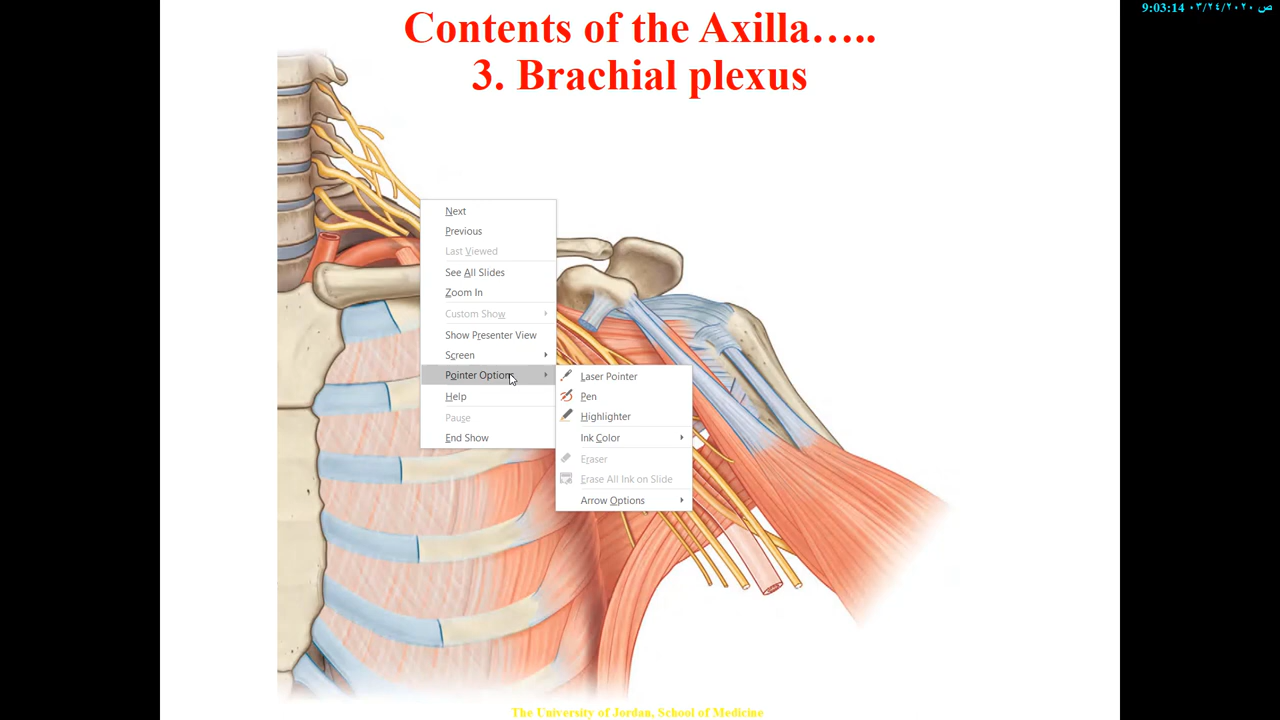 9:03:14 ص ٠٣/٢٤/٢٠٢٠
Contents of the Axilla…..
3. Brachial plexus
Next
Previous
Last Viewed
See All Slides
Zoom In
Custom Show
Show Presenter View
Screen
Pointer Options
Help
Pause
End Show
Laser Pointer
Pen
Highlighter
Ink Color
Eraser
Erase All Ink on Slide
Arrow Options
The University of Jordan, School of Medicine